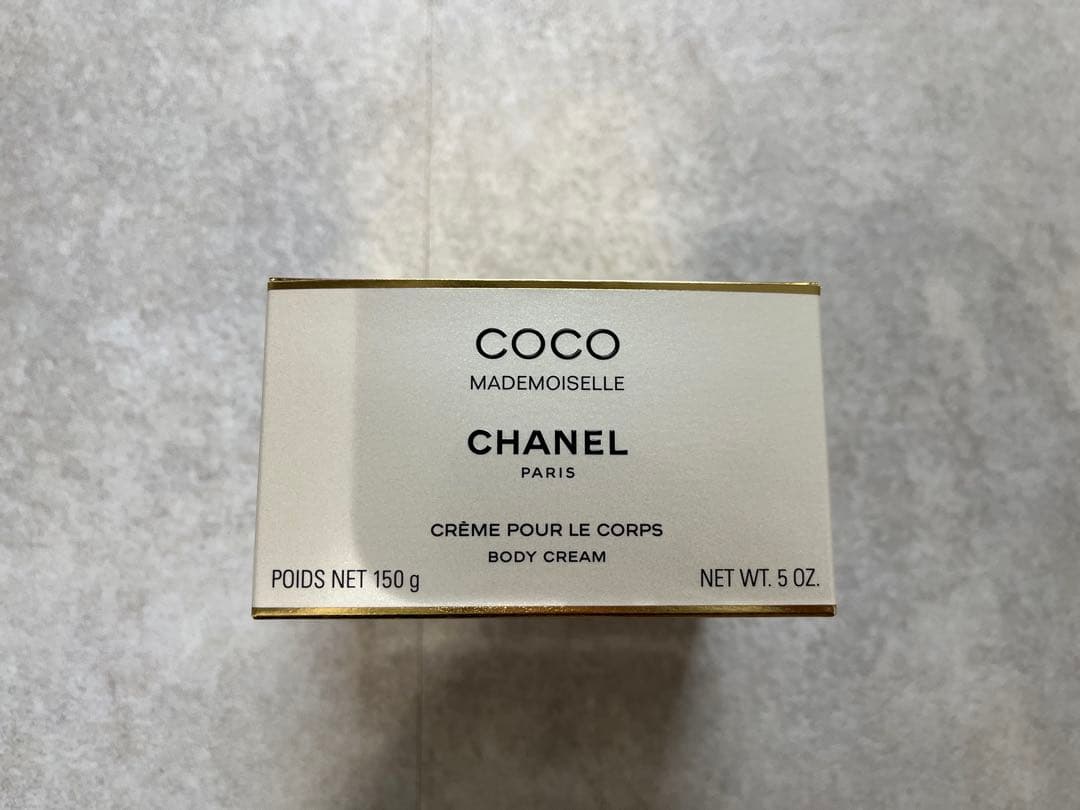 COCO
MADEMOISELLE
CHANEL
PARIS
CRÈME POUR LE CORPS
BODY CREAM
POIDS NET 150 g
NET WT. 5 OZ.